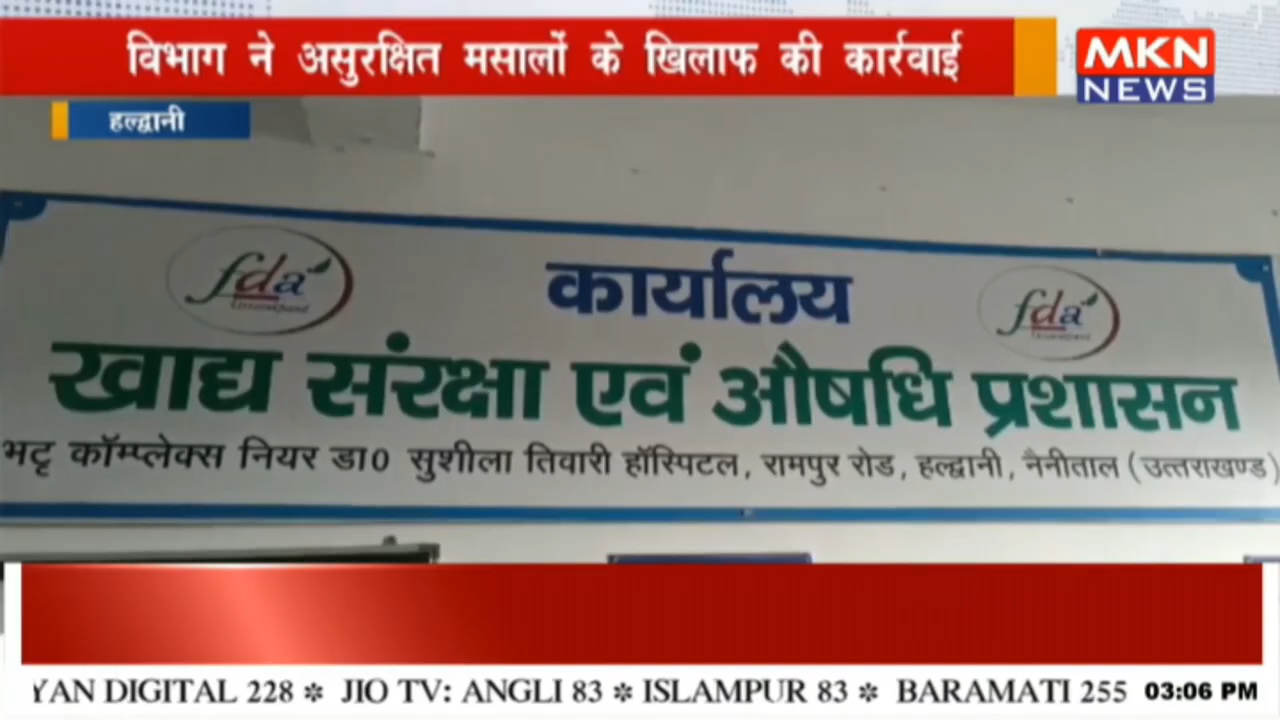 विभाग ने असुरक्षित मसालों के खिलाफ की कार्रवाई
MKN
NEWS
हल्द्वानी
fda
Uttarakhand
कार्यालय
fda
Uttarakhand
खाद्य संरक्षा एवं औषधि प्रशासन
भट्ट कॉम्प्लेक्स नियर डा0 सुशीला तिवारी हॉस्पिटल, रामपुर रोड, हल्द्वानी, नैनीताल (उत्तराखण्ड)
YAN DIGITAL 228 ❊ JIO TV: ANGLI 83 ❊ ISLAMPUR 83 ❊ BARAMATI 255 03:06 PM